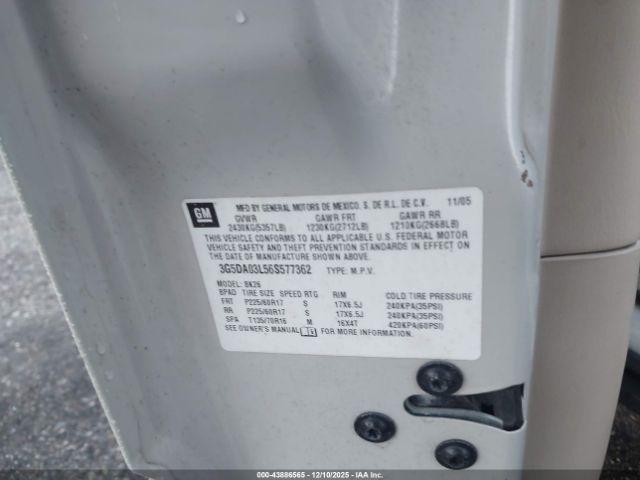 GM
MFD BY GENERAL MOTORS DE MEXICO, S. DE R.L. DE C.V. 11/05
GVWR GAWR FRT GAWR RR
2430KG(5357LB) 1230KG(2712LB) 1210KG(2668LB)
THIS VEHICLE CONFORMS TO ALL APPLICABLE U.S. FEDERAL MOTOR
VEHICLE SAFETY AND THEFT PREVENTION STANDARDS IN EFFECT ON
THE DATE OF MANUFACTURE SHOWN ABOVE.
3G5DA03L56S577362 TYPE: M.P.V.
MODEL: BK26
BPAD TIRE SIZE SPEED RTG RIM COLD TIRE PRESSURE
FRT P225/60R17 S 17X6.5J 240KPA(35PSI)
RR P225/60R17 S 17X6.5J 240KPA(35PSI)
SPA T135/70R16 M 16X4T 420KPA(60PSI)
SEE OWNER'S MANUAL FOR MORE INFORMATION.
000-43886565 - 12/10/2025 - IAAI.COM - COPYRIGHT IAA, LLC